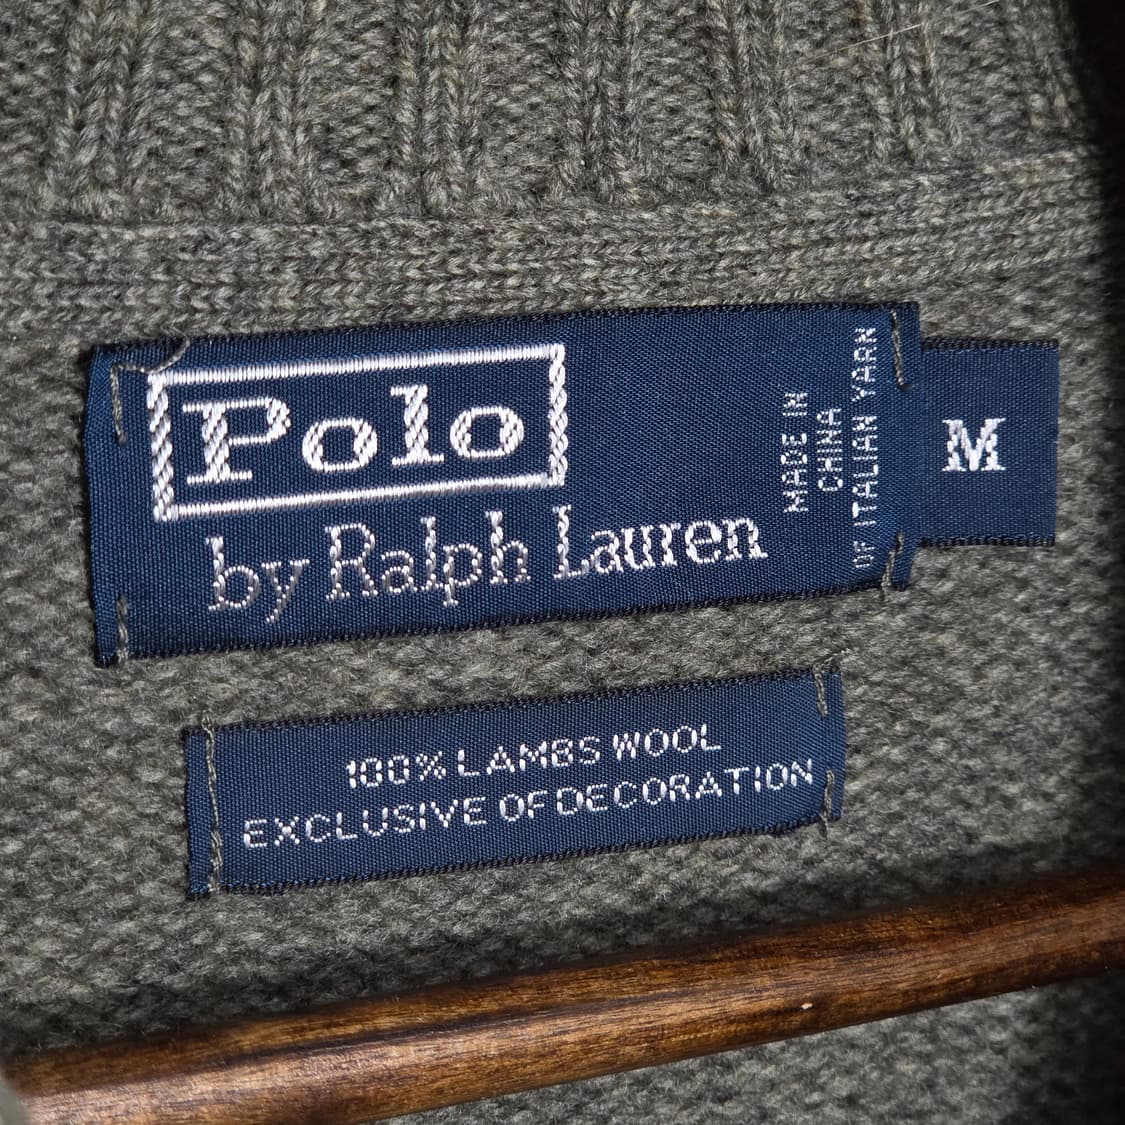 Polo
by Ralph Lauren
MADE IN
CHINA
OF ITALIAN YARN
M
100% LAMBS WOOL
EXCLUSIVE OF DECORATION